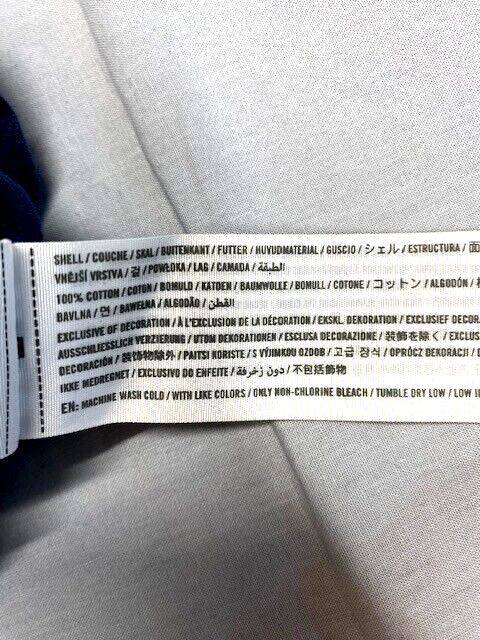 SHELL / COUCHE / SKAL / BUITENKANT / FUTTER / HUVUDMATERIAL / GUSCIO / シェル / ESTRUCTURA / 面
VNĚJŠÍ VRSTVA / 겉 / POWŁOKA / LAG / CAMADA / الطبقة /
100% COTTON / COTON / BOMULD / KATOEN / BAUMWOLLE / BOMULL / COTONE / コットン / ALGODÓN /
BAVLNA / 면 / BAWEŁNA / ALGODÃO / القطن /
EXCLUSIVE OF DECORATION / À L'EXCLUSION DE LA DÉCORATION / EKSKL. DEKORATION / EXCLUSIEF DECOR
AUSSCHLIESSLICH VERZIERUNG / UTOM DEKORATIONEN / ESCLUSA DECORAZIONE / 装飾を除く / EXCLUS
DECORACIÓN / 装饰物除外 / PAITSI KORISTE / S VÝJIMKOU OZDOB / 고급 장식 / OPRÓCZ DEKORACJI /
IKKE MEDREGNET / EXCLUSIVO DO ENFEITE / دون زخرفة / 不包括飾物
EN: MACHINE WASH COLD / WITH LIKE COLORS / ONLY NON-CHLORINE BLEACH / TUMBLE DRY LOW / LOW